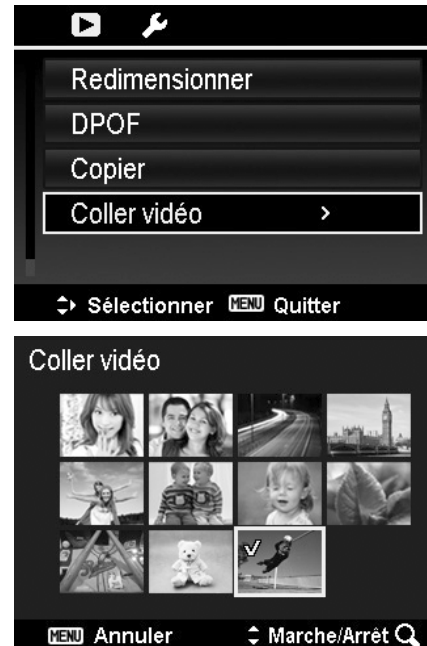 Redimensionner
DPOF
Copier
Coller vidéo
Sélectionner MENU Quitter
Coller vidéo
MENU Annuler Marche/Arrêt